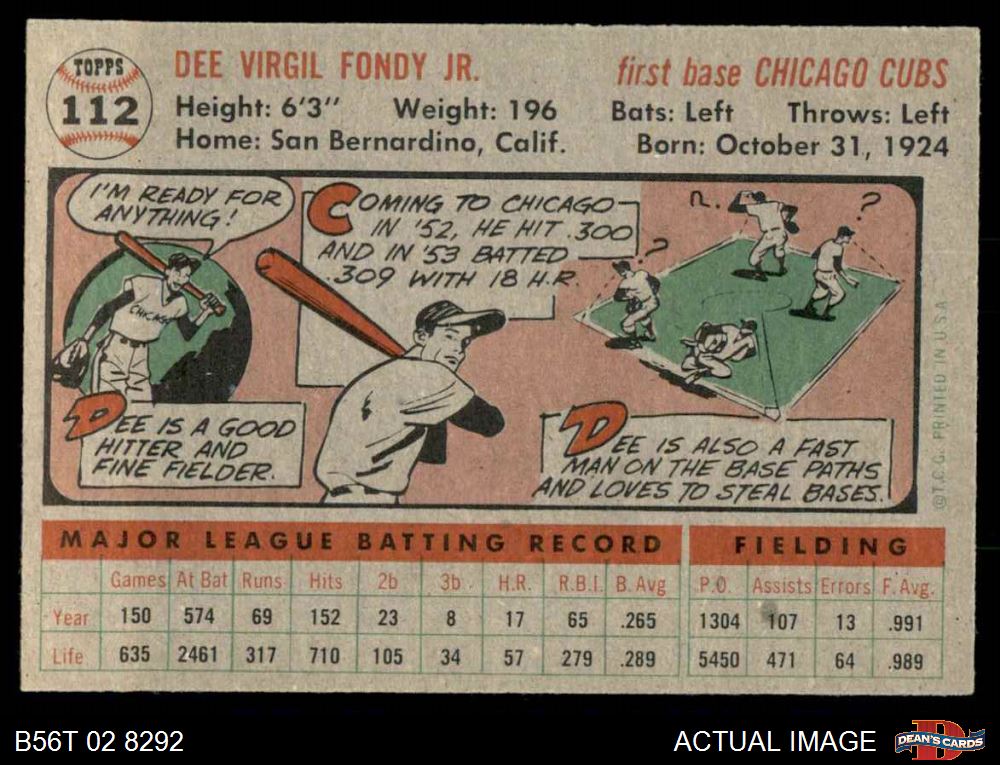 TOPPS
112
DEE VIRGIL FONDY JR.
first base CHICAGO CUBS
Height: 6'3" Weight: 196 Bats: Left Throws: Left
Home: San Bernardino, Calif. Born: October 31, 1924
I'M READY FOR
ANYTHING!
CHICAGO
DEE IS A GOOD
HITTER AND
FINE FIELDER.
COMING TO CHICAGO
IN '52, HE HIT .300
AND IN '53 BATTED
.309 WITH 18 H.R.
?
?
?
DEE IS ALSO A FAST
MAN ON THE BASE PATHS
AND LOVES TO STEAL BASES.
©T.C.G. PRINTED IN U.S.A
MAJOR LEAGUE BATTING RECORD FIELDING
Games At Bat Runs Hits 2b 3b H.R. R.B.I. B. Avg P.O. Assists Errors F. Avg.
Year 150 574 69 152 23 8 17 65 .265 1304 107 13 .991
Life 635 2461 317 710 105 34 57 279 .289 5450 471 64 .989
B56T 02 8292
ACTUAL IMAGE
DEAN'S CARDS